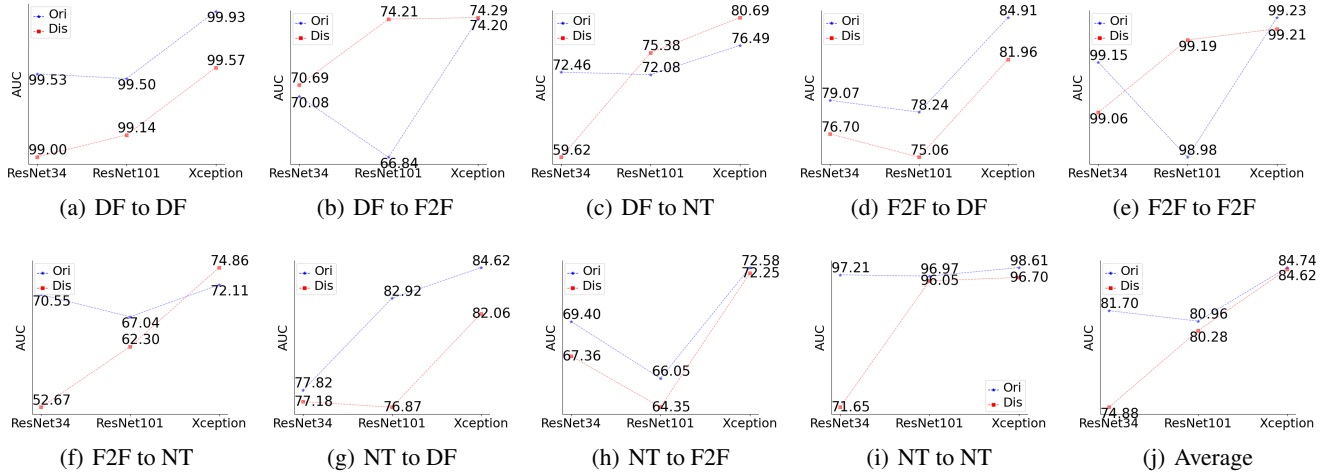 Ori
Dis
AUC
99.53
99.50
99.93
99.00
99.14
99.57
ResNet34 ResNet101 Xception
(a) DF to DF
Ori
Dis
AUC
70.69
74.21
74.29
70.08
66.84
74.20
ResNet34 ResNet101 Xception
(b) DF to F2F
Ori
Dis
AUC
72.46
72.08
76.49
59.62
75.38
80.69
ResNet34 ResNet101 Xception
(c) DF to NT
Ori
Dis
AUC
79.07
78.24
84.91
76.70
75.06
81.96
ResNet34 ResNet101 Xception
(d) F2F to DF
Ori
Dis
AUC
99.15
98.98
99.23
99.06
99.19
99.21
ResNet34 ResNet101 Xception
(e) F2F to F2F
Ori
Dis
AUC
70.55
67.04
72.11
52.67
62.30
74.86
ResNet34 ResNet101 Xception
(f) F2F to NT
Ori
Dis
AUC
77.82
82.92
84.62
77.18
76.87
82.06
ResNet34 ResNet101 Xception
(g) NT to DF
Ori
Dis
AUC
69.40
66.05
72.58
67.36
64.35
72.25
ResNet34 ResNet101 Xception
(h) NT to F2F
AUC
97.21
96.97
98.61
71.65
96.05
96.70
Ori
Dis
ResNet34 ResNet101 Xception
(i) NT to NT
Ori
Dis
AUC
81.70
80.96
84.74
74.88
80.28
84.62
ResNet34 ResNet101 Xception
(j) Average